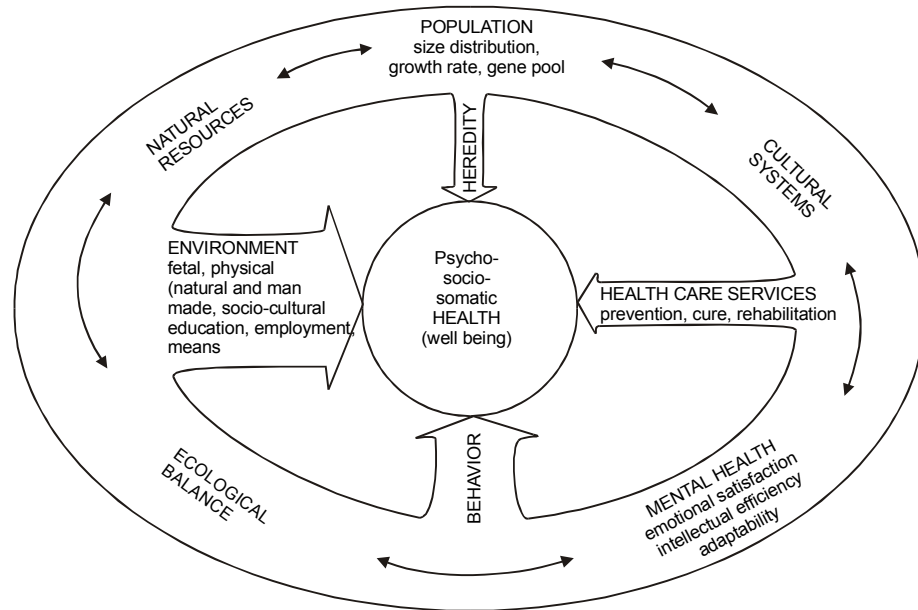 POPULATION
size distribution,
growth rate, gene pool
NATURAL
RESOURCES
HEREDITY
CULTURAL
SYSTEMS
ENVIRONMENT
fetal, physical
(natural and man
made, socio-cultural
education, employment,
means
Psycho-
socio-
somatic
HEALTH
(well being)
HEALTH CARE SERVICES
prevention, cure, rehabilitation
ECOLOGICAL
BALANCE
BEHAVIOR
MENTAL HEALTH
emotional satisfaction
intellectual efficiency
adaptability